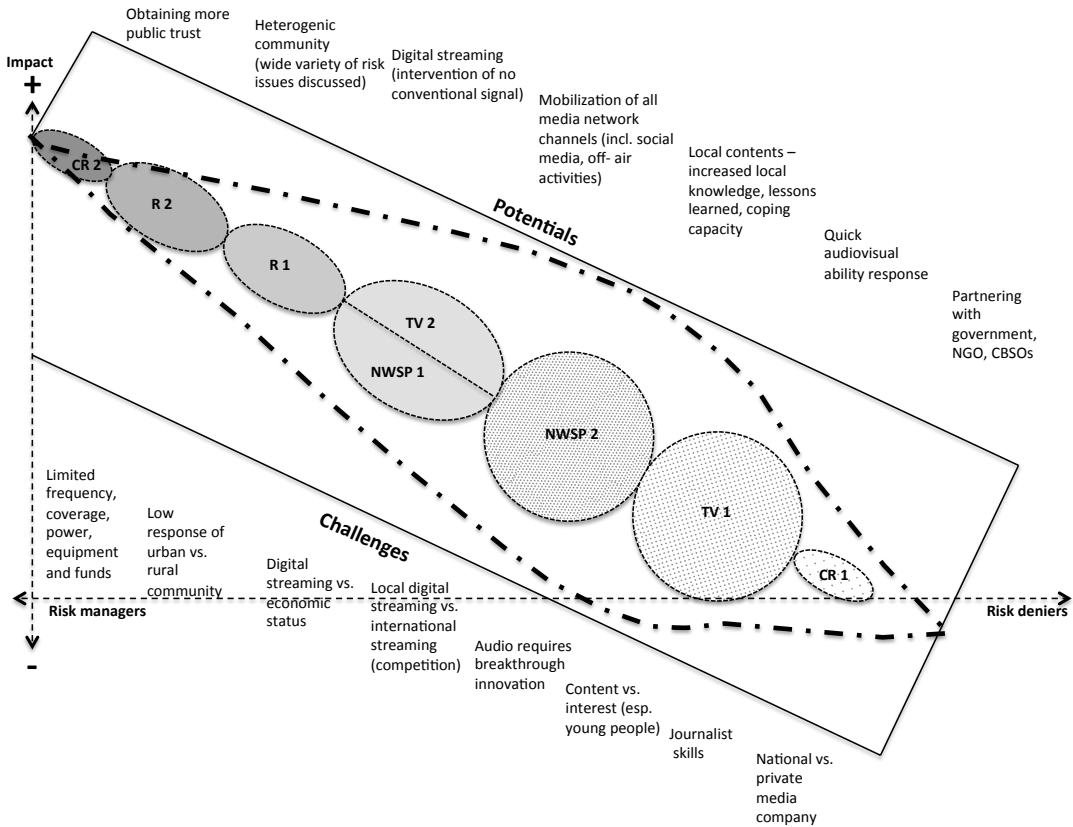 Obtaining more
public trust
Heterogenic
community
(wide variety of risk
issues discussed)
Digital streaming
(intervention of no
conventional signal)
Mobilization of all
media network
channels (incl. social
media, off- air
activities)
Local contents –
increased local
knowledge, lessons
learned, coping
capacity
Quick
audiovisual
ability response
Partnering
with
government,
NGO, CBSOs
Impact
+
CR 2
R 2
R 1
TV 2
NWSP 1
NWSP 2
TV 1
CR 1
Potentials
Challenges
Risk managers
Risk deniers
-
Limited
frequency,
coverage,
power,
equipment
and funds
Low
response of
urban vs.
rural
community
Digital
streaming vs.
economic
status
Local digital
streaming vs.
international
streaming
(competition)
Audio requires
breakthrough
innovation
Content vs.
interest (esp.
young people)
Journalist
skills
National vs.
private
media
company